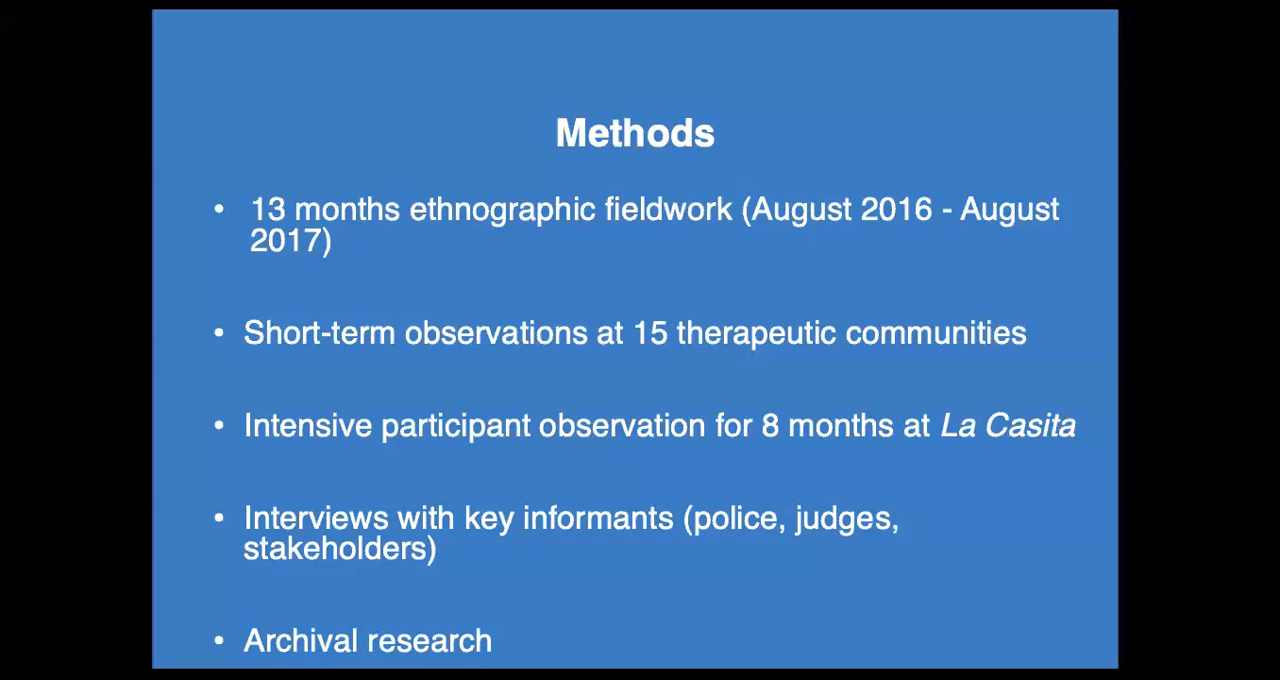 Methods
• 13 months ethnographic fieldwork (August 2016 - August
2017)
• Short-term observations at 15 therapeutic communities
• Intensive participant observation for 8 months at La Casita
• Interviews with key informants (police, judges,
stakeholders)
• Archival research